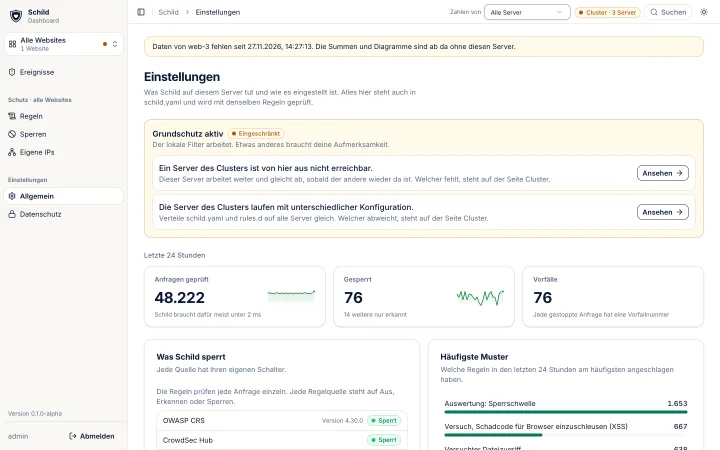 Schild
Dashboard
Schild > Einstellungen
Zahlen von
Alle Server
Cluster · 3 Server
Suchen
Alle Websites
1 Website
Ereignisse
Schutz · alle Websites
Regeln
Sperren
Eigene IPs
Einstellungen
Allgemein
Datenschutz
Version 0.1.0-alpha
admin
Abmelden
Daten von web-3 fehlen seit 27.11.2026, 14:27:13. Die Summen und Diagramme sind ab da ohne diesen Server.
Einstellungen
Was Schild auf diesem Server tut und wie es eingestellt ist. Alles hier steht auch in
schild.yaml und wird mit denselben Regeln geprüft.
Grundschutz aktiv
Eingeschränkt
Der lokale Filter arbeitet. Etwas anderes braucht deine Aufmerksamkeit.
Ein Server des Clusters ist von hier aus nicht erreichbar.
Dieser Server arbeitet weiter und gleicht ab, sobald der andere wieder da ist. Welcher fehlt, steht auf der Seite Cluster.
Ansehen →
Die Server des Clusters laufen mit unterschiedlicher Konfiguration.
Verteile schild.yaml und rules.d auf alle Server gleich. Welcher abweicht, steht auf der Seite Cluster.
Ansehen →
Letzte 24 Stunden
Anfragen geprüft
48.222
Schild braucht dafür meist unter 2 ms
Gesperrt
76
14 weitere nur erkannt
Vorfälle
76
Jede gestoppte Anfrage hat eine Vorfallnummer
Was Schild sperrt
Jede Quelle hat ihren eigenen Schalter.
Die Regeln prüfen jede Anfrage einzeln. Jede Regelquelle steht auf Aus,
Erkennen oder Sperren.
OWASP CRS
Version 4.30.0
Sperrt
CrowdSec Hub
Sperrt
Häufigste Muster
Welche Regeln in den letzten 24 Stunden am häufigsten angeschlagen
haben.
Auswertung: Sperrschwelle
1.653
Versuch, Schadcode für Browser einzuschleusen (XSS)
667
Versuchter Dateizugriff
638